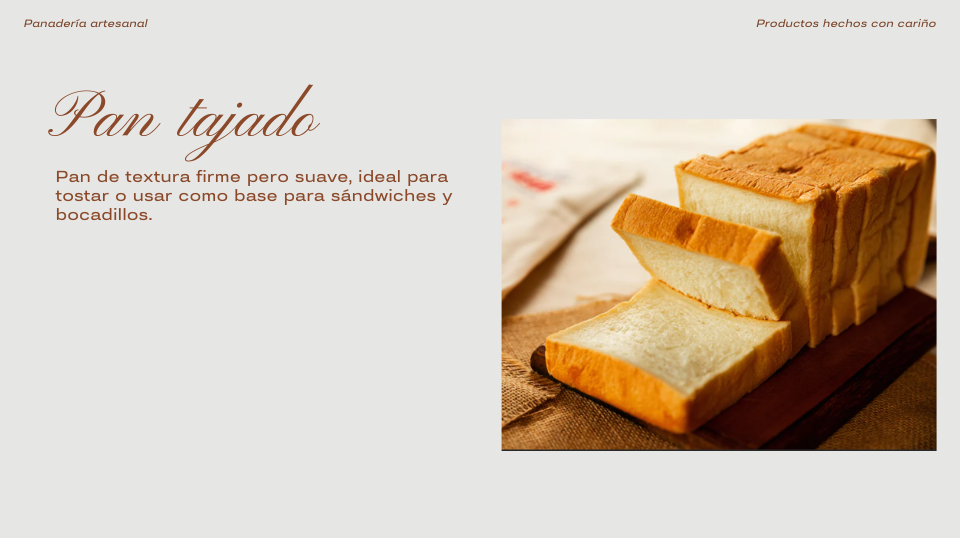 Panadería artesanal
Productos hechos con cariño
Pan tajado
Pan de textura firme pero suave, ideal para
tostar o usar como base para sándwiches y
bocadillos.